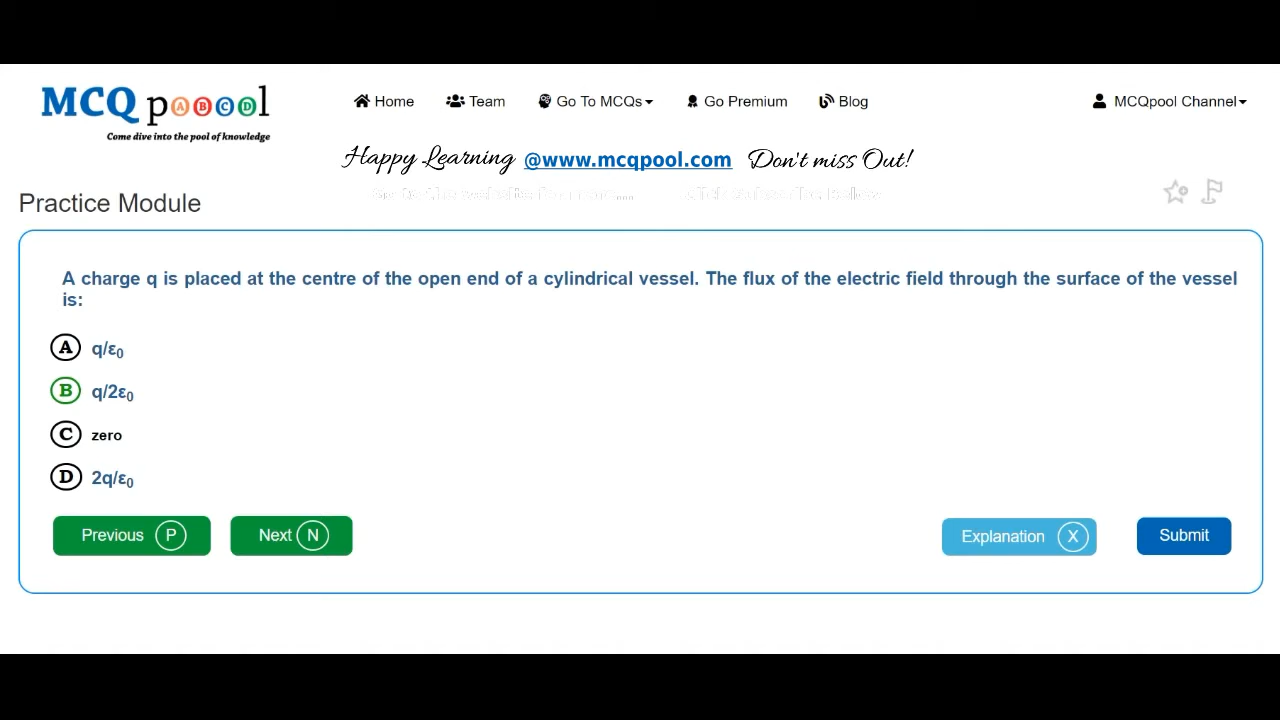 MCQ pABCDl
Come dive into the pool of knowledge
Home Team Go To MCQs Go Premium Blog MCQpool Channel
Happy Learning @www.mcqpool.com Don't miss Out!
Practice Module
A charge q is placed at the centre of the open end of a cylindrical vessel. The flux of the electric field through the surface of the vessel
is:
A q/ε₀
B q/2ε₀
C zero
D 2q/ε₀
Previous P Next N Explanation X Submit